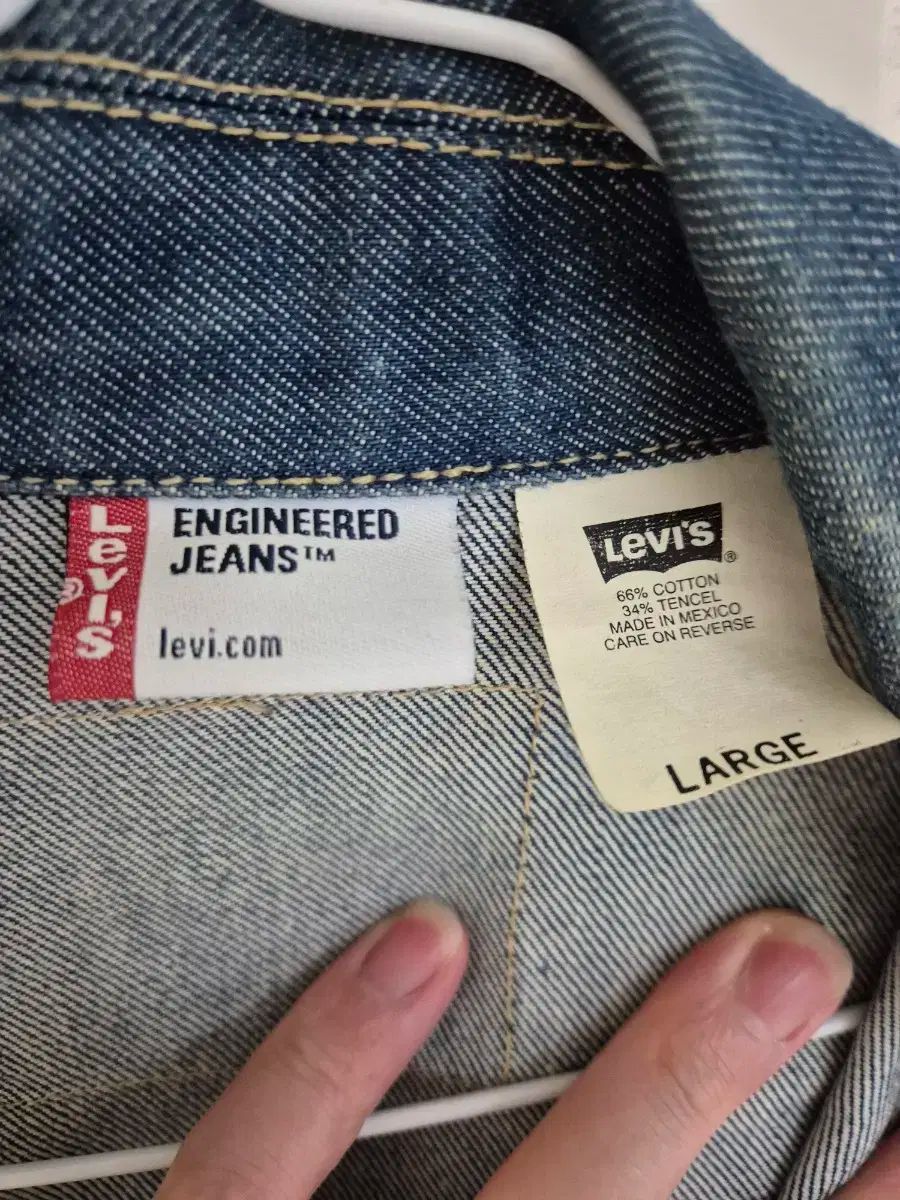 LeVI'S
®
ENGINEERED
JEANS™
levi.com
LeVI'S
®
66% COTTON
34% TENCEL
MADE IN MEXICO
CARE ON REVERSE
LARGE